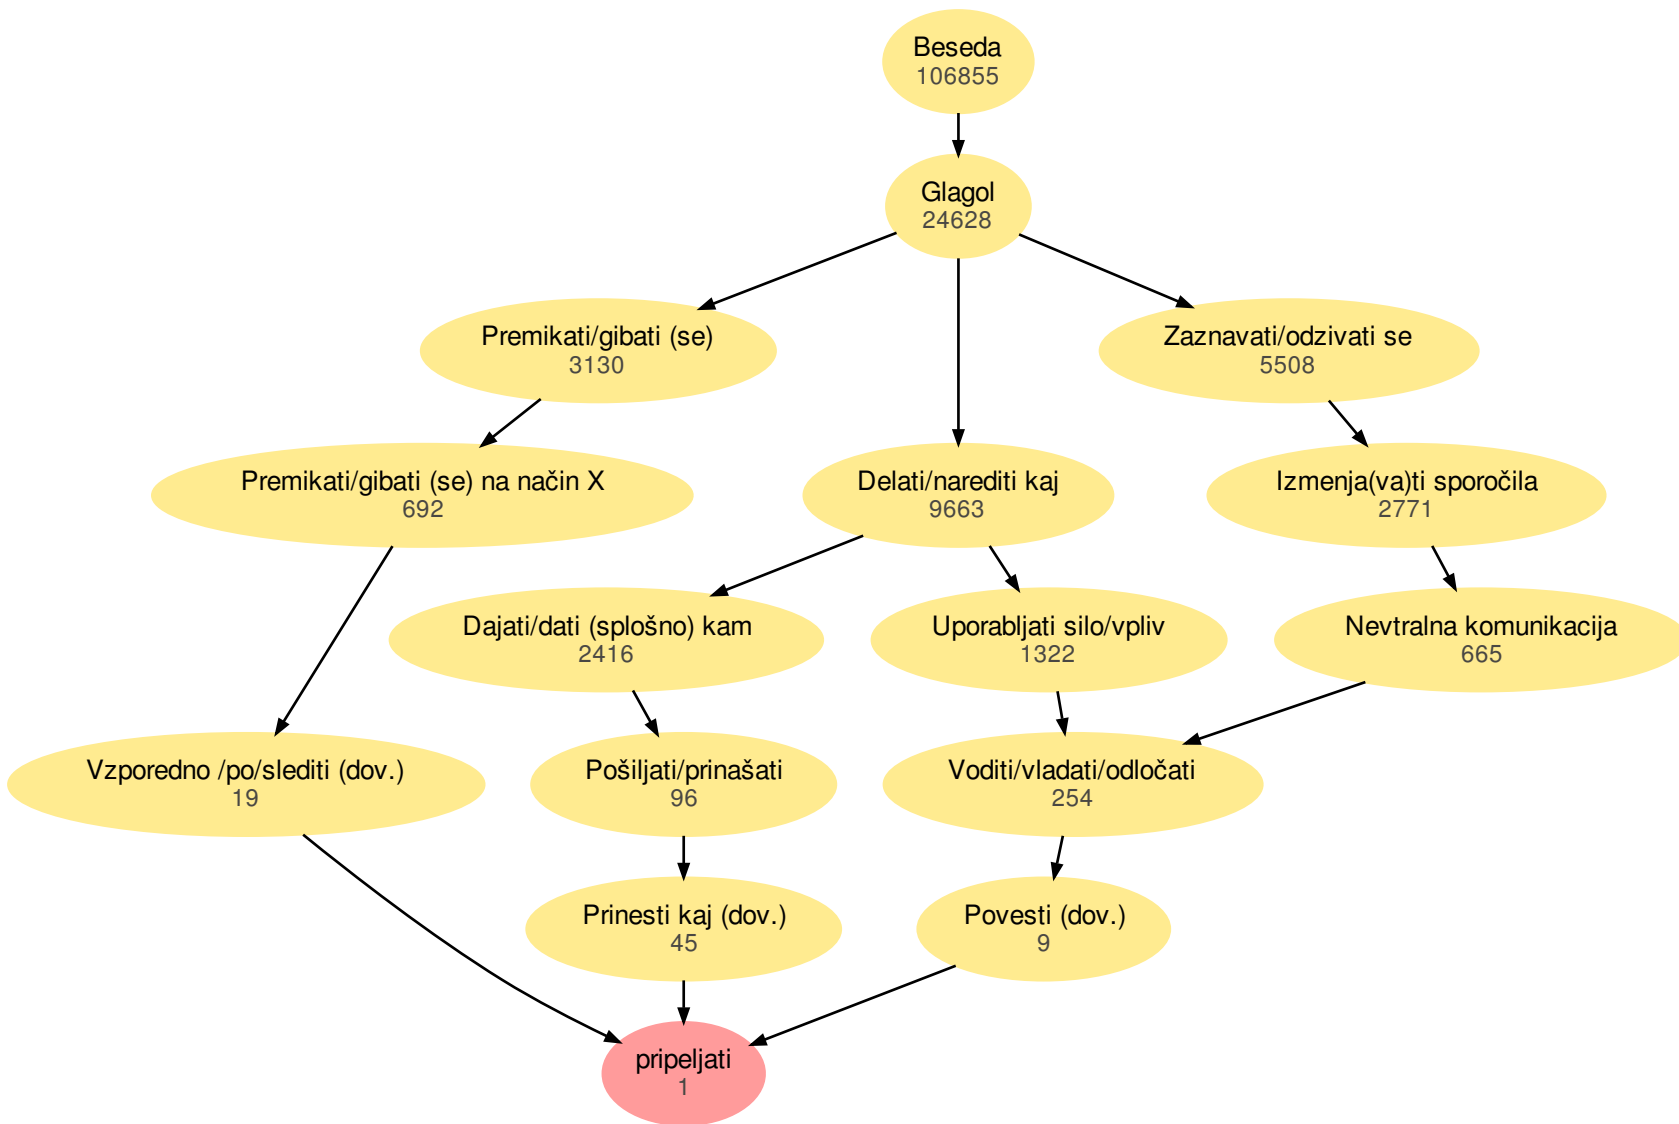 Beseda
106855
Glagol
24628
Premikati/gibati (se)
3130
Zaznavati/odzivati se
5508
Premikati/gibati (se) na način X
692
Delati/narediti kaj
9663
Izmenja(va)ti sporočila
2771
Dajati/dati (splošno) kam
2416
Uporabljati silo/vpliv
1322
Nevtralna komunikacija
665
Vzporedno /po/slediti (dov.)
19
Pošiljati/prinašati
96
Voditi/vladati/odločati
254
Prinesti kaj (dov.)
45
Povesti (dov.)
9
pripeljati
1